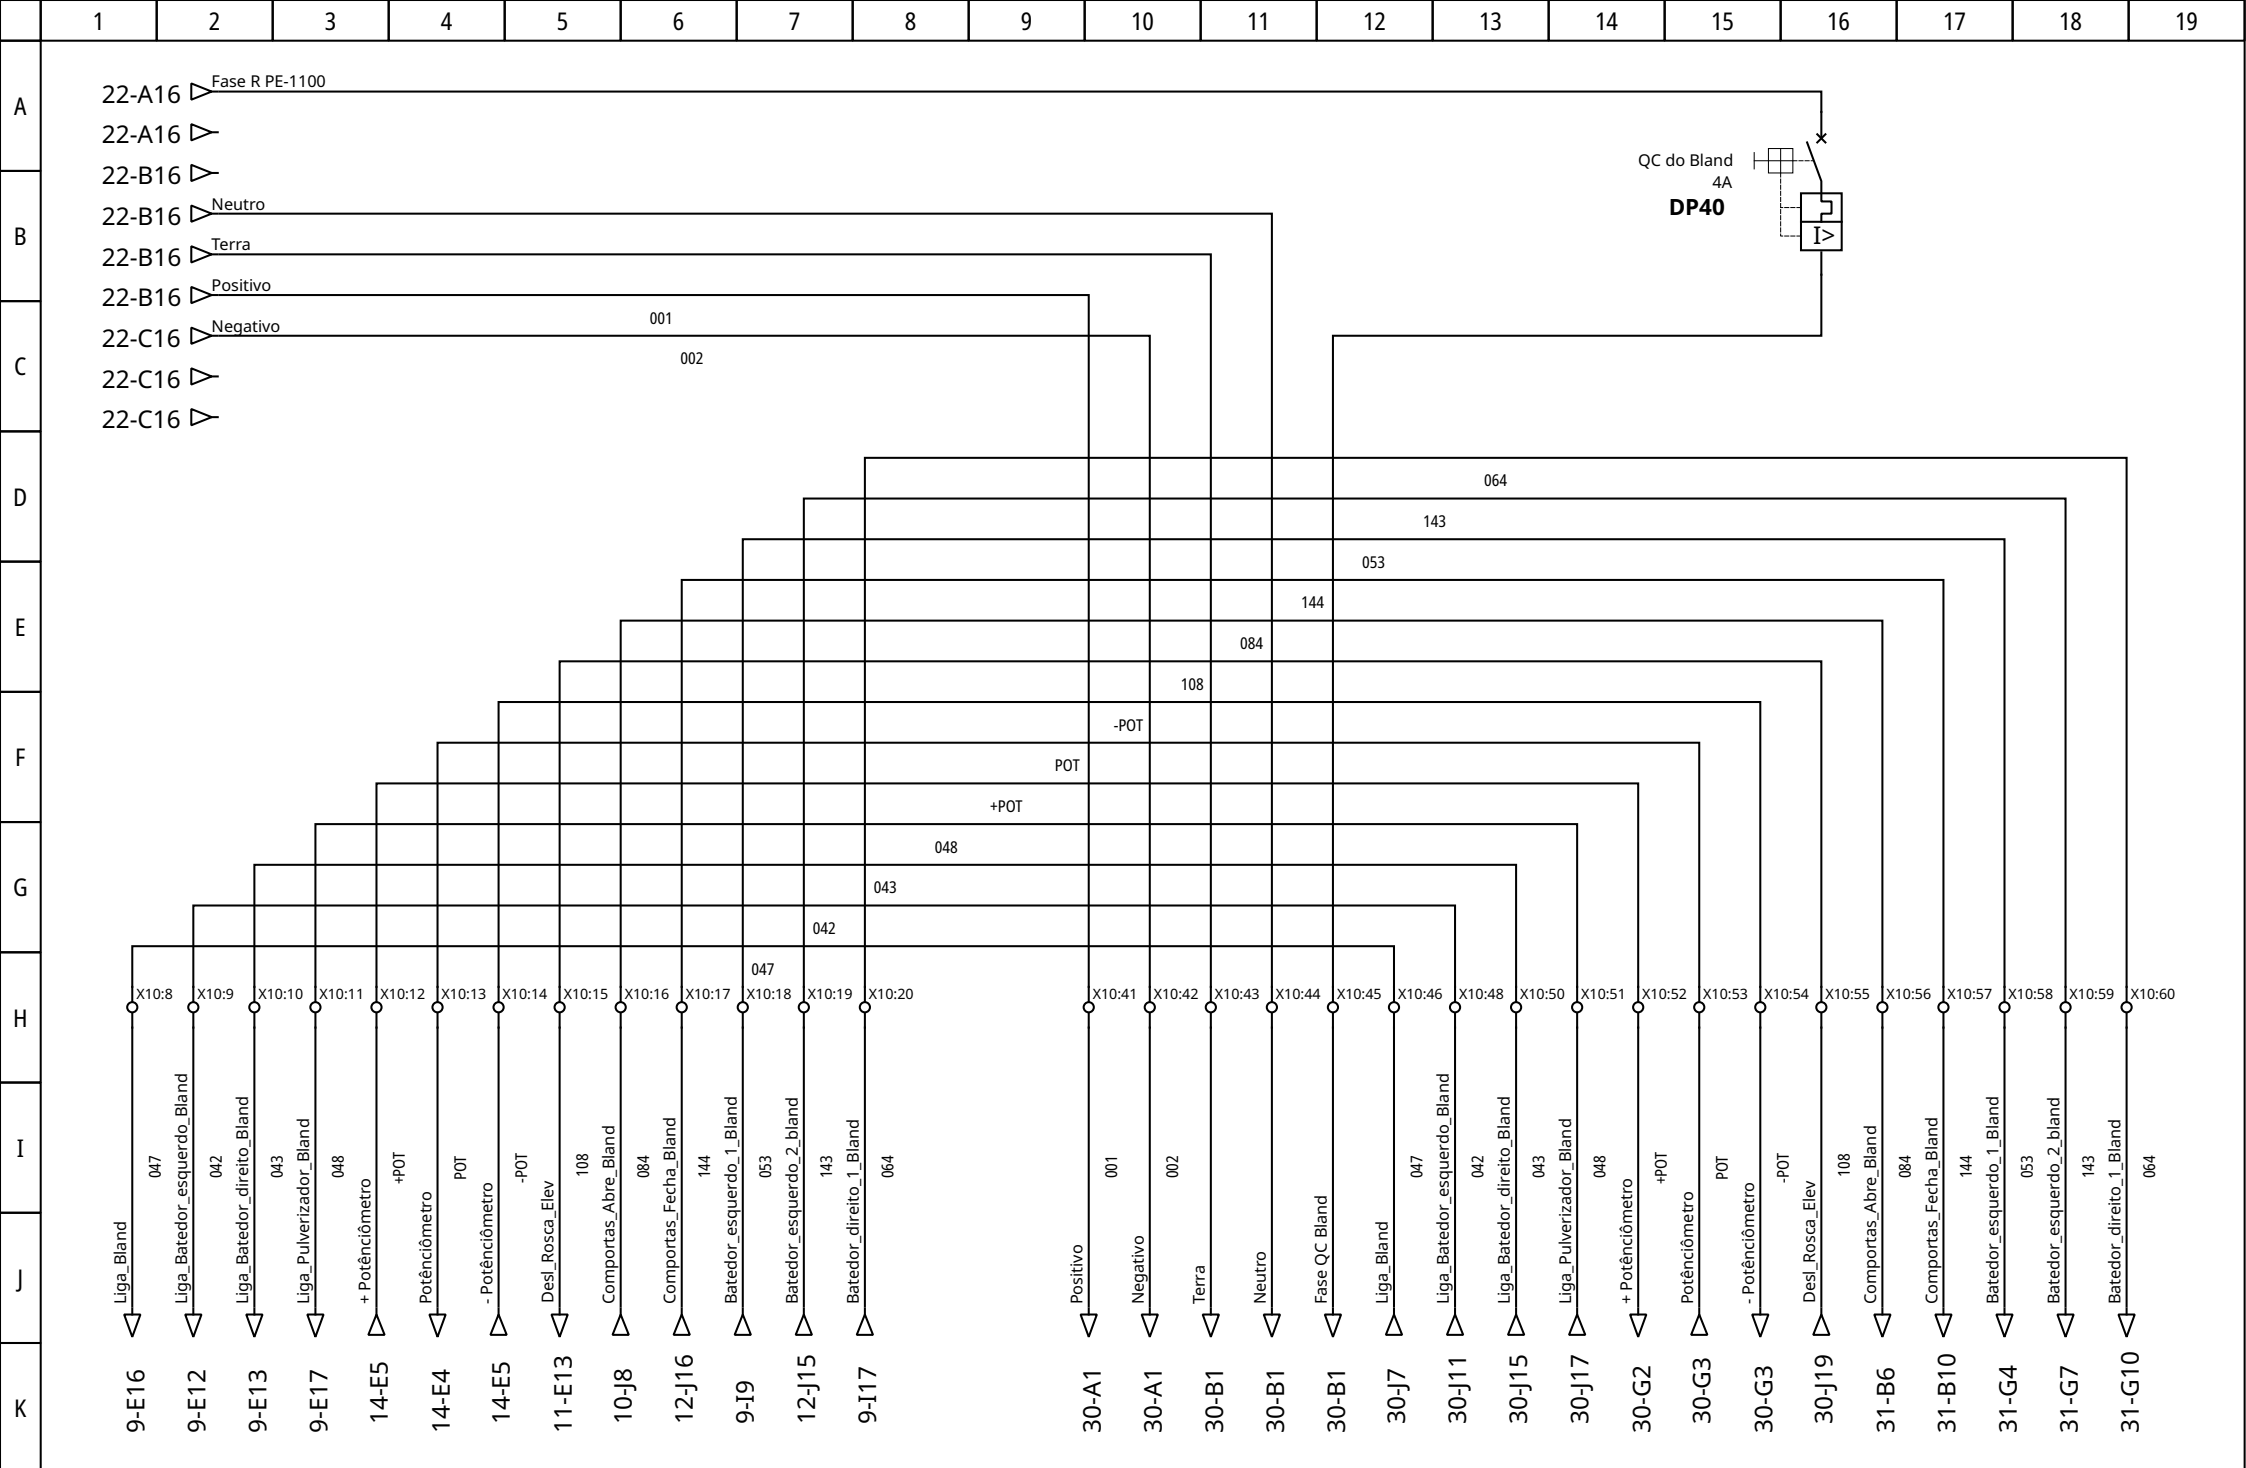 1 2 3 4 5 6 7 8 9 10 11 12 13 14 15 16 17 18 19
A
B
C
D
E
F
G
H
I
J
K
22-A16 Fase R PE-1100
22-A16
22-B16
22-B16 Neutro
22-B16 Terra
22-B16 Positivo
22-C16 Negativo
22-C16
22-C16
001
002
QC do Bland
4A
DP40
I>
064
143
053
144
084
108
-POT
POT
+POT
048
043
042
047
X10:8 X10:9 X10:10 X10:11 X10:12 X10:13 X10:14 X10:15 X10:16 X10:17 X10:18 X10:19 X10:20 X10:41 X10:42 X10:43 X10:44 X10:45 X10:46 X10:48 X10:50 X10:51 X10:52 X10:53 X10:54 X10:55 X10:56 X10:57 X10:58 X10:59 X10:60
Liga_Bland
047
Liga_Batedor_esquerdo_Bland
042
Liga_Batedor_direito_Bland
043
Liga_Pulverizador_Bland
048
+ Potênciômetro
+POT
Potênciômetro
POT
- Potênciômetro
-POT
Desl_Rosca_Elev
108
Comportas_Abre_Bland
084
Comportas_Fecha_Bland
144
Batedor_esquerdo_1_Bland
053
Batedor_esquerdo_2_bland
143
Batedor_direito_1_Bland
064
Positivo
001
Negativo
002
Terra
Neutro
Fase QC Bland
Liga_Bland
047
Liga_Batedor_esquerdo_Bland
042
Liga_Batedor_direito_Bland
043
Liga_Pulverizador_Bland
048
+ Potênciômetro
+POT
Potênciômetro
POT
- Potênciômetro
-POT
Desl_Rosca_Elev
108
Comportas_Abre_Bland
084
Comportas_Fecha_Bland
144
Batedor_esquerdo_1_Bland
053
Batedor_esquerdo_2_bland
143
Batedor_direito_1_Bland
064
9-E16
9-E12
9-E13
9-E17
14-E5
14-E4
14-E5
11-E13
10-J8
12-J16
9-I9
12-J15
9-I17
30-A1
30-A1
30-B1
30-B1
30-B1
30-J7
30-J11
30-J15
30-J17
30-G2
30-G3
30-G3
30-J19
31-B6
31-B10
31-G4
31-G7
31-G10